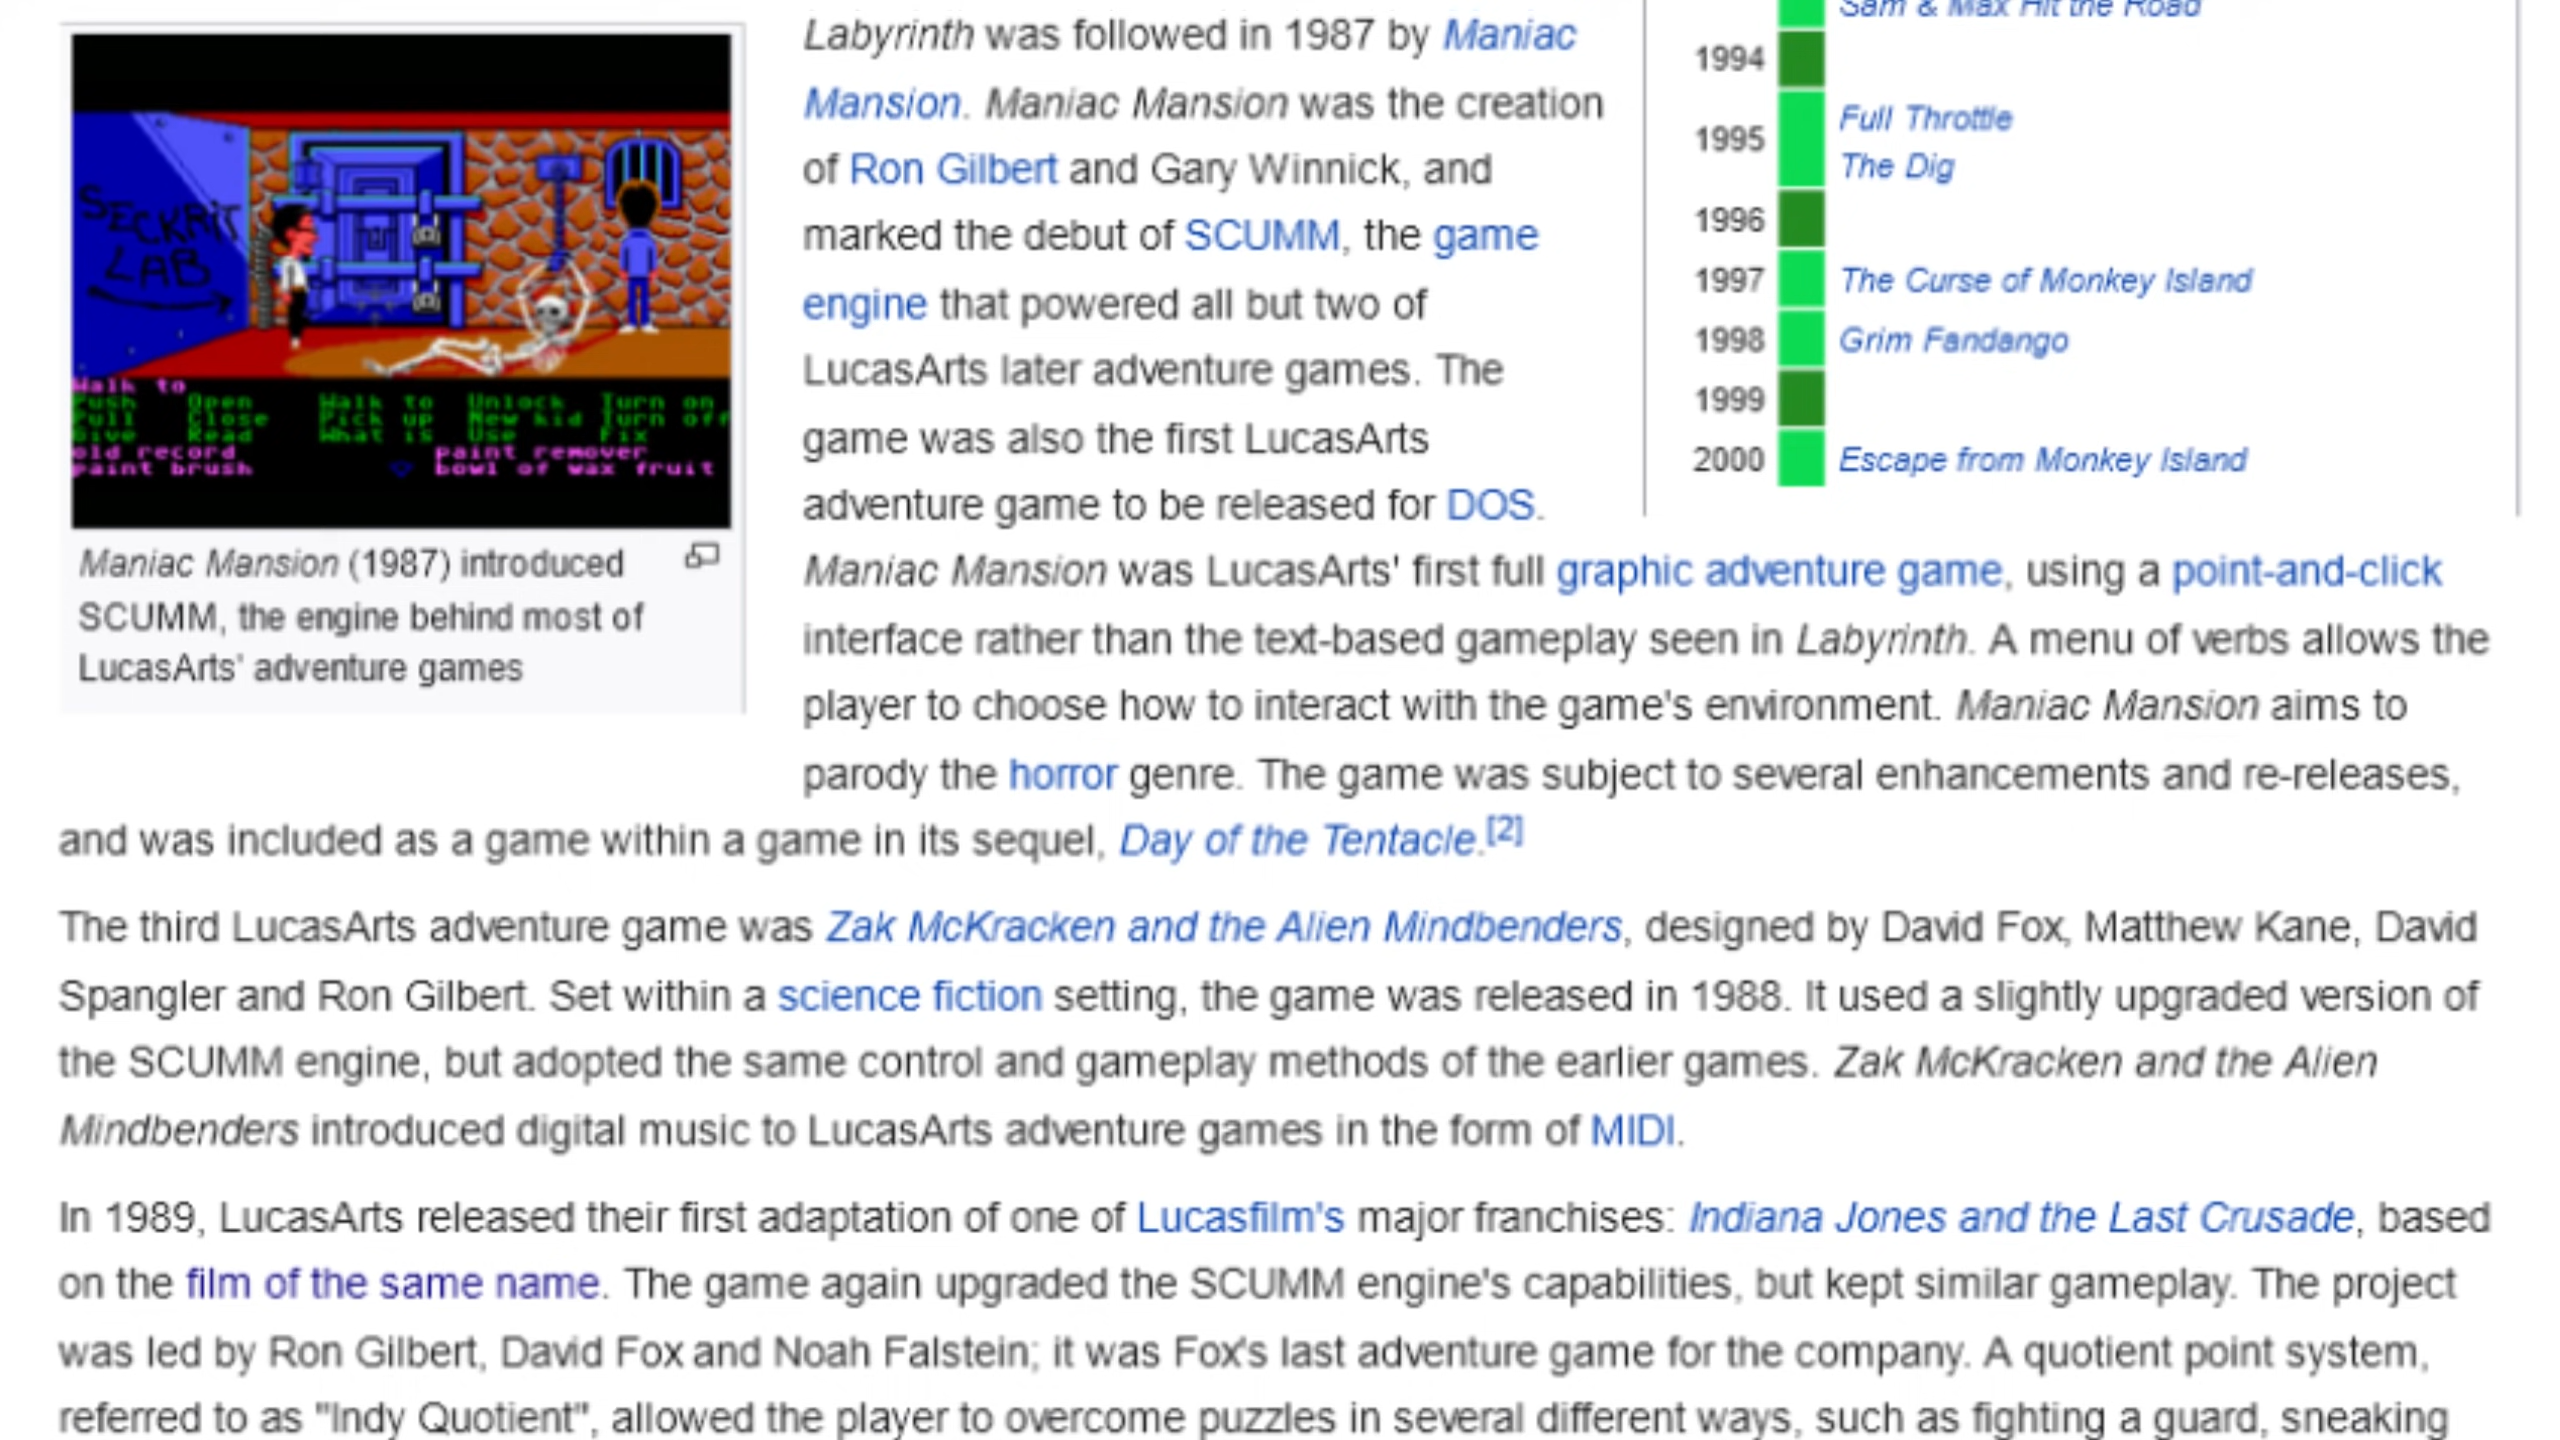 Labyrinth was followed in 1987 by Maniac
Mansion. Maniac Mansion was the creation
of Ron Gilbert and Gary Winnick, and
marked the debut of SCUMM, the game
engine that powered all but two of
LucasArts later adventure games. The
game was also the first LucasArts
adventure game to be released for DOS.
Maniac Mansion was LucasArts' first full graphic adventure game, using a point-and-click
interface rather than the text-based gameplay seen in Labyrinth. A menu of verbs allows the
player to choose how to interact with the game's environment. Maniac Mansion aims to
parody the horror genre. The game was subject to several enhancements and re-releases,
and was included as a game within a game in its sequel, Day of the Tentacle.[2]
SECKRIT
LAB
Walk to
Push Open Walk to Unlock Turn on
Pull Close Pick up New kid Turn off
Give Read What is Use Fix
old record paint remover
paint brush bowl of wax fruit
Maniac Mansion (1987) introduced
SCUMM, the engine behind most of
LucasArts' adventure games
Sam & Max Hit the Road
1994
1995 Full Throttle
The Dig
1996
1997 The Curse of Monkey Island
1998 Grim Fandango
1999
2000 Escape from Monkey Island
The third LucasArts adventure game was Zak McKracken and the Alien Mindbenders, designed by David Fox, Matthew Kane, David
Spangler and Ron Gilbert. Set within a science fiction setting, the game was released in 1988. It used a slightly upgraded version of
the SCUMM engine, but adopted the same control and gameplay methods of the earlier games. Zak McKracken and the Alien
Mindbenders introduced digital music to LucasArts adventure games in the form of MIDI.
In 1989, LucasArts released their first adaptation of one of Lucasfilm's major franchises: Indiana Jones and the Last Crusade, based
on the film of the same name. The game again upgraded the SCUMM engine's capabilities, but kept similar gameplay. The project
was led by Ron Gilbert, David Fox and Noah Falstein; it was Fox's last adventure game for the company. A quotient point system,
referred to as "Indy Quotient", allowed the player to overcome puzzles in several different ways, such as fighting a guard, sneaking